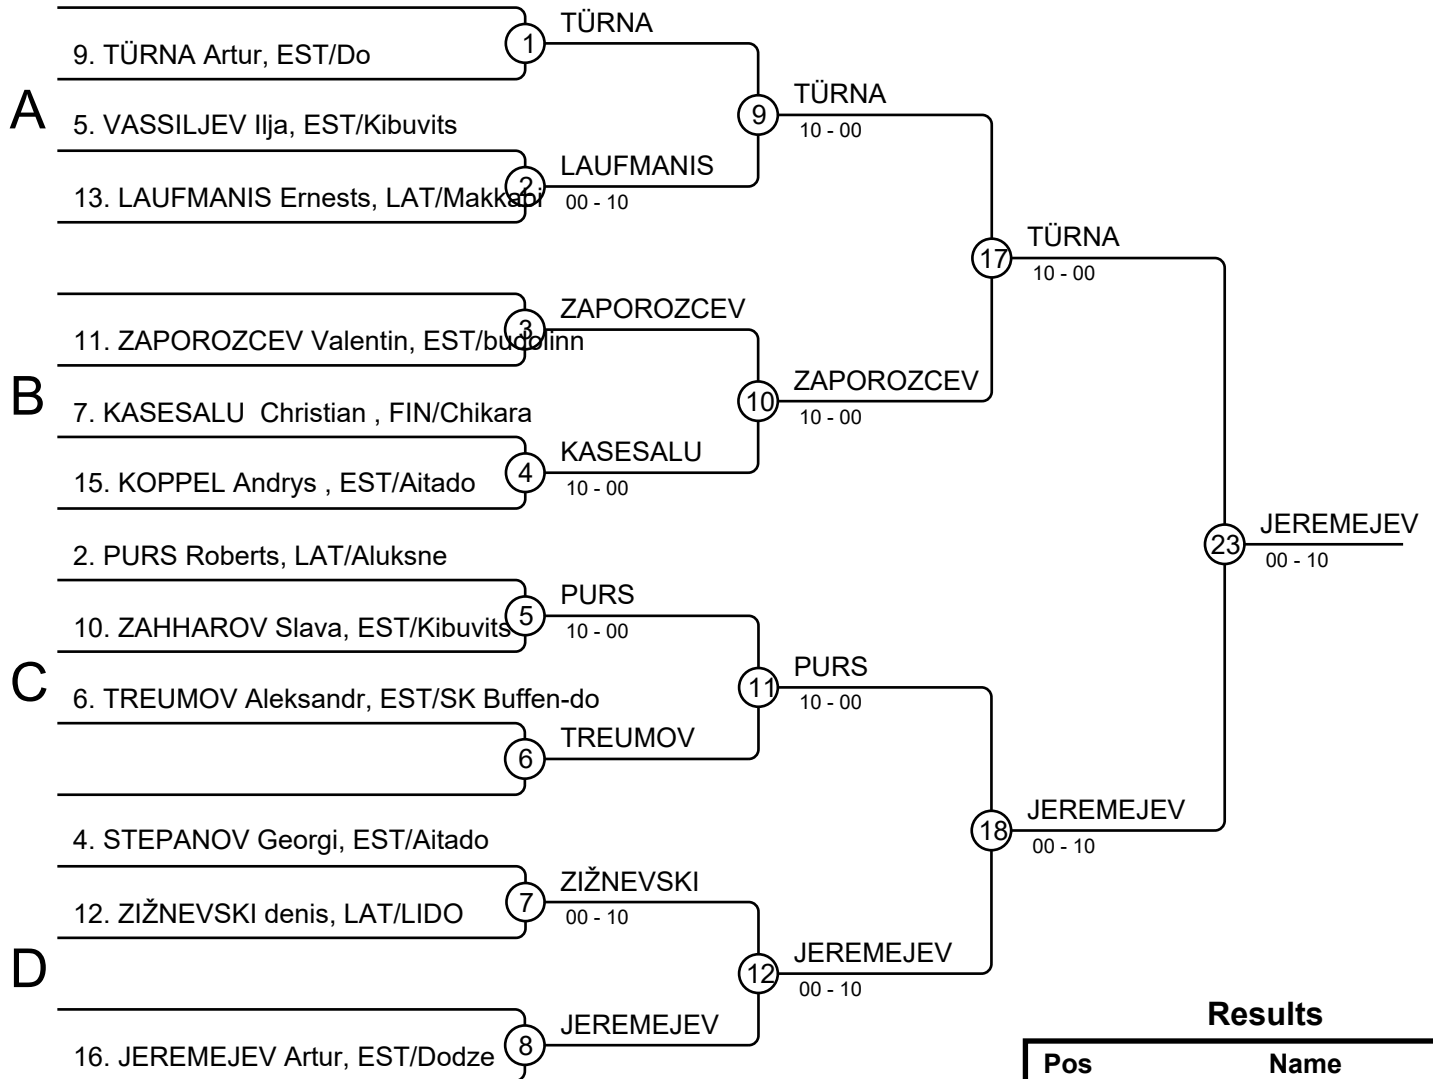 TÜRNA
1
9. TÜRNA Artur, EST/Do
TÜRNA
A
9
5. VASSILJEV Ilja, EST/Kibuvits
10 - 00
LAUFMANIS
2
13. LAUFMANIS Ernests, LAT/Makkabi
00 - 10
TÜRNA
17
10 - 00
ZAPOROZCEV
3
11. ZAPOROZCEV Valentin, EST/budolinn
ZAPOROZCEV
B
10
7. KASESALU Christian , FIN/Chikara
10 - 00
KASESALU
4
15. KOPPEL Andrys , EST/Aitado
10 - 00
JEREMEJEV
23
2. PURS Roberts, LAT/Aluksne
00 - 10
PURS
5
10. ZAHHAROV Slava, EST/Kibuvits
10 - 00
PURS
C
11
6. TREUMOV Aleksandr, EST/SK Buffen-do
10 - 00
TREUMOV
6
JEREMEJEV
18
4. STEPANOV Georgi, EST/Aitado
00 - 10
ZIŽNEVSKI
7
12. ZIŽNEVSKI denis, LAT/LIDO
00 - 10
JEREMEJEV
D
12
00 - 10
JEREMEJEV
8
16. JEREMEJEV Artur, EST/Dodze
Results
Pos Name